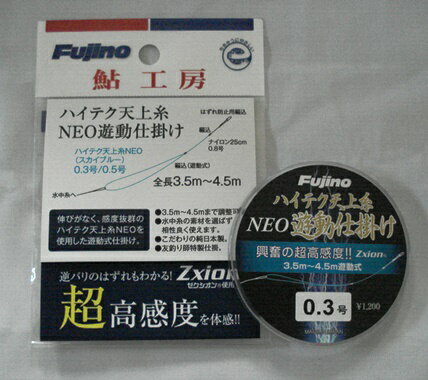 Fujino
鮎 工房
ハイテク天上糸
NEO遊動仕掛け
はずれ防止用編込
編込
ナイロン25cm
0.8号
ハイテク天上糸NEO
(スカイブルー)
0.3号/0.5号
編込(遊動式)
全長3.5m〜4.5m
水中糸へ
伸びがなく、感度抜群の
ハイテク天上糸NEOを
使用した遊動式仕掛け。
●3.5m〜4.5mまで調整可
●水中糸の素材を選ばず
相性良く使えます。
●こだわりの純日本製。
●友釣り師特製仕掛。
逆バリのはずれもわかる!
Zxion
ゼクシオン®使用
超高感度を体感!!
Fujino
ハイテク天上糸
NEO遊動仕掛け
興奮の超高感度!! Zxion
3.5m〜4.5m遊動式
0.3号
¥1,200